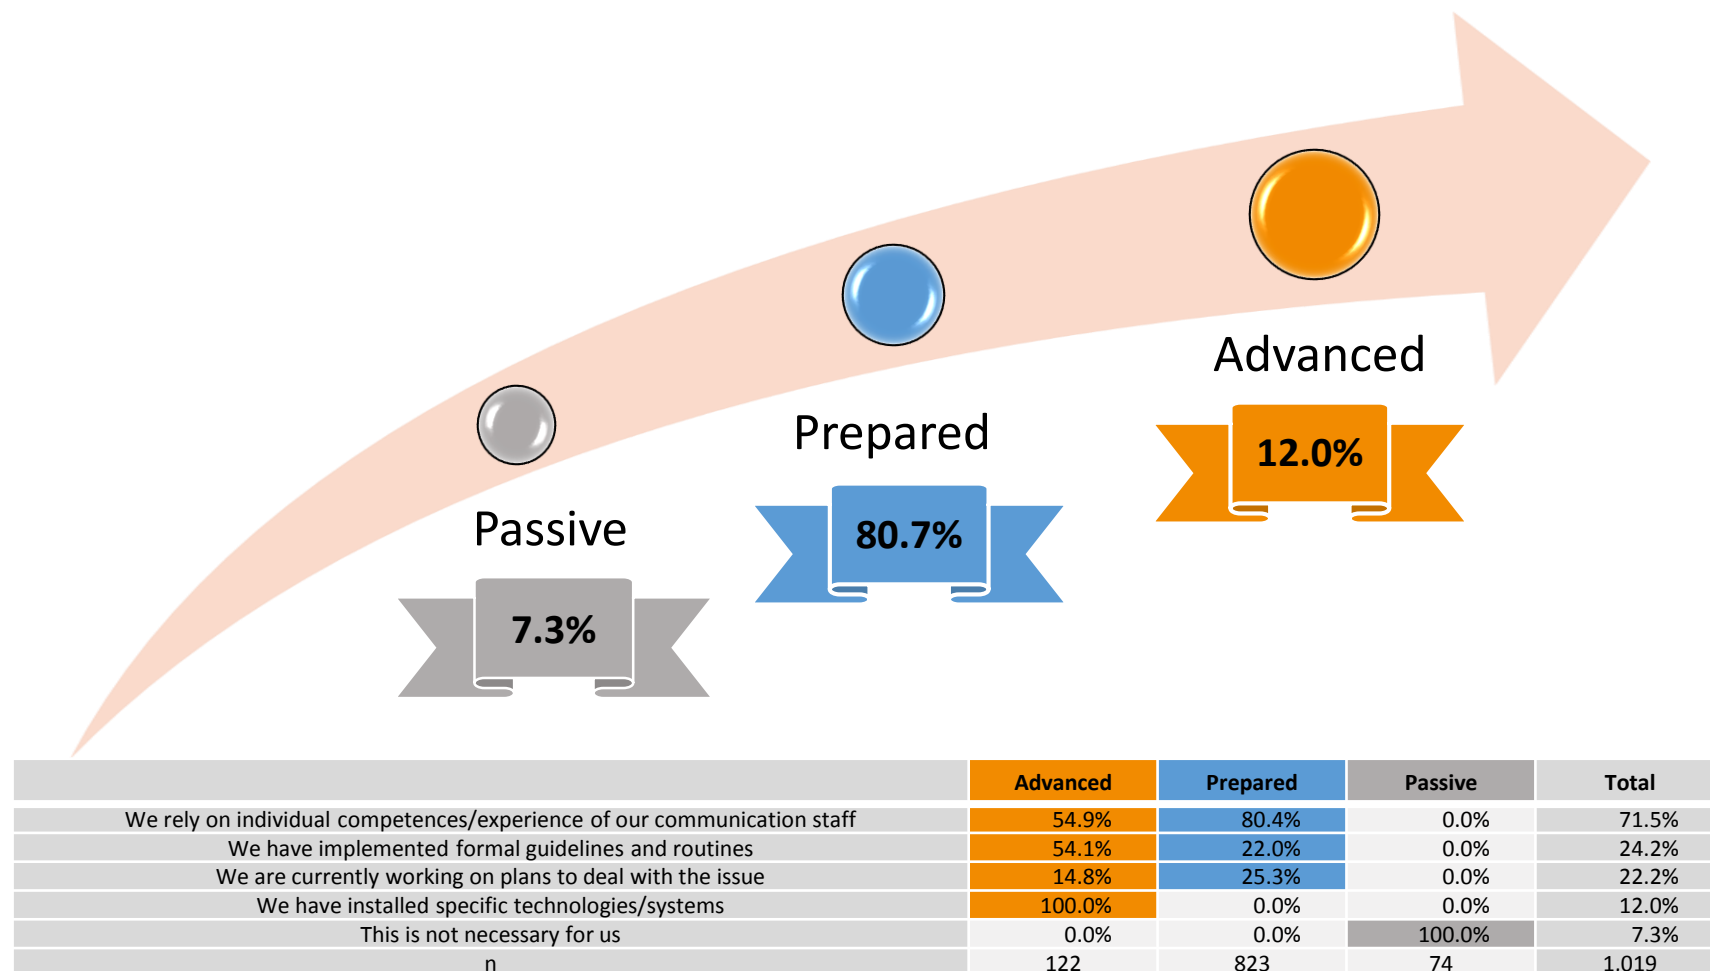 Advanced
12.0%
Prepared
80.7%
Passive
7.3%
Advanced Prepared Passive Total
We rely on individual competences/experience of our communication staff 54.9% 80.4% 0.0% 71.5%
We have implemented formal guidelines and routines 54.1% 22.0% 0.0% 24.2%
We are currently working on plans to deal with the issue 14.8% 25.3% 0.0% 22.2%
We have installed specific technologies/systems 100.0% 0.0% 0.0% 12.0%
This is not necessary for us 0.0% 0.0% 100.0% 7.3%
n 122 823 74 1,019